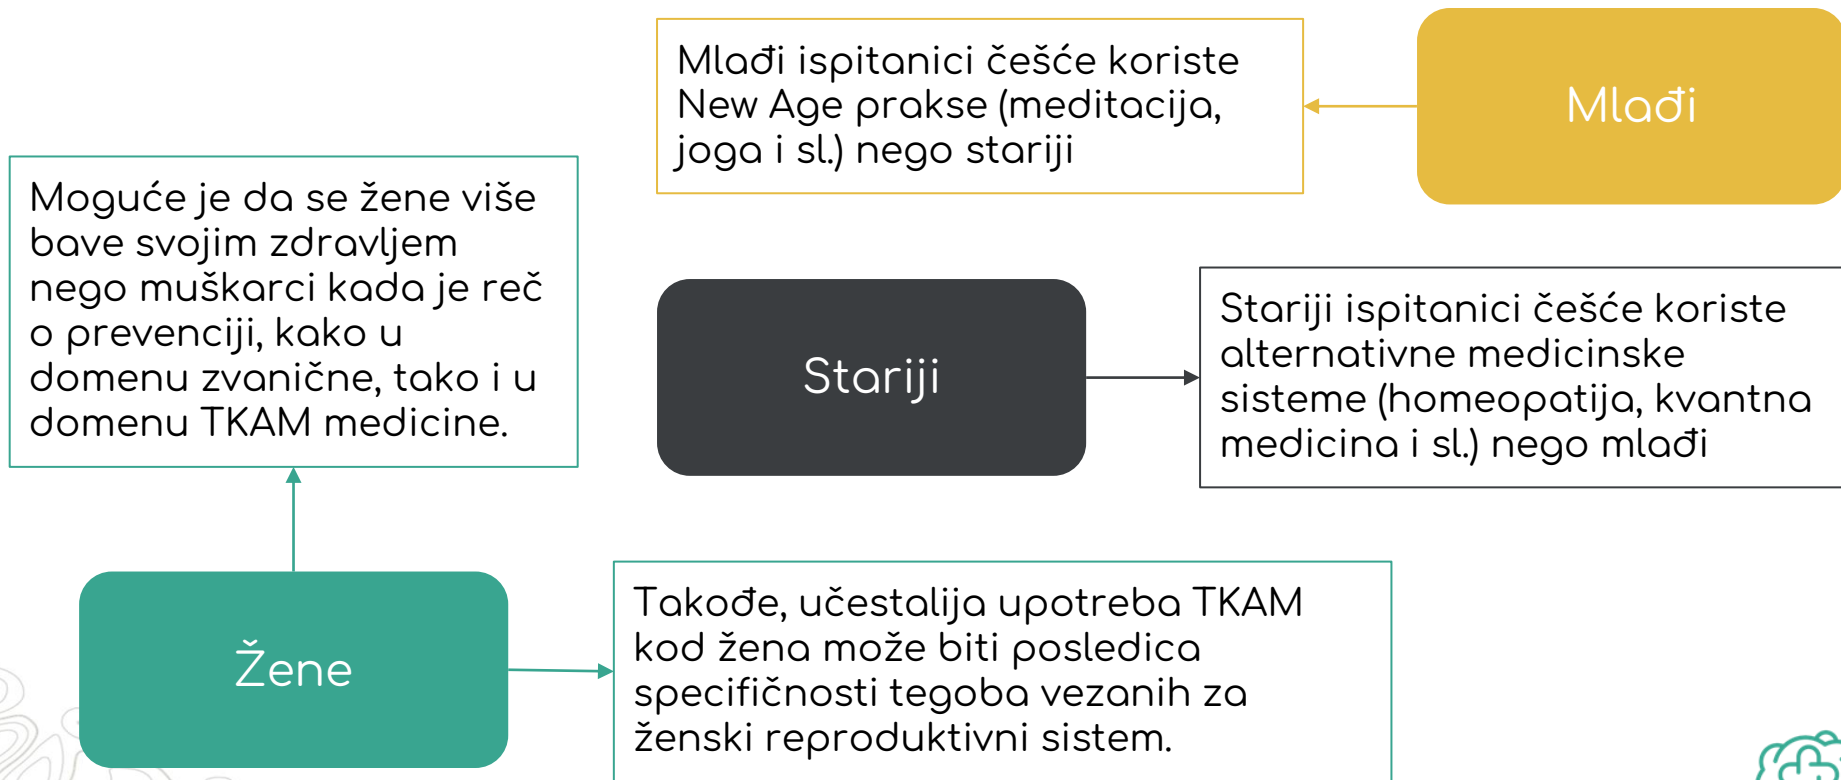 Mlađi ispitanici češće koriste
New Age prakse (meditacija,
joga i sl.) nego stariji
Mlađi
Moguće je da se žene više
bave svojim zdravljem
nego muškarci kada je reč
o prevenciji, kako u
domenu zvanične, tako i u
domenu TKAM medicine.
Stariji
Stariji ispitanici češće koriste
alternativne medicinske
sisteme (homeopatija, kvantna
medicina i sl.) nego mlađi
Žene
Takođe, učestalija upotreba TKAM
kod žena može biti posledica
specifičnosti tegoba vezanih za
ženski reproduktivni sistem.